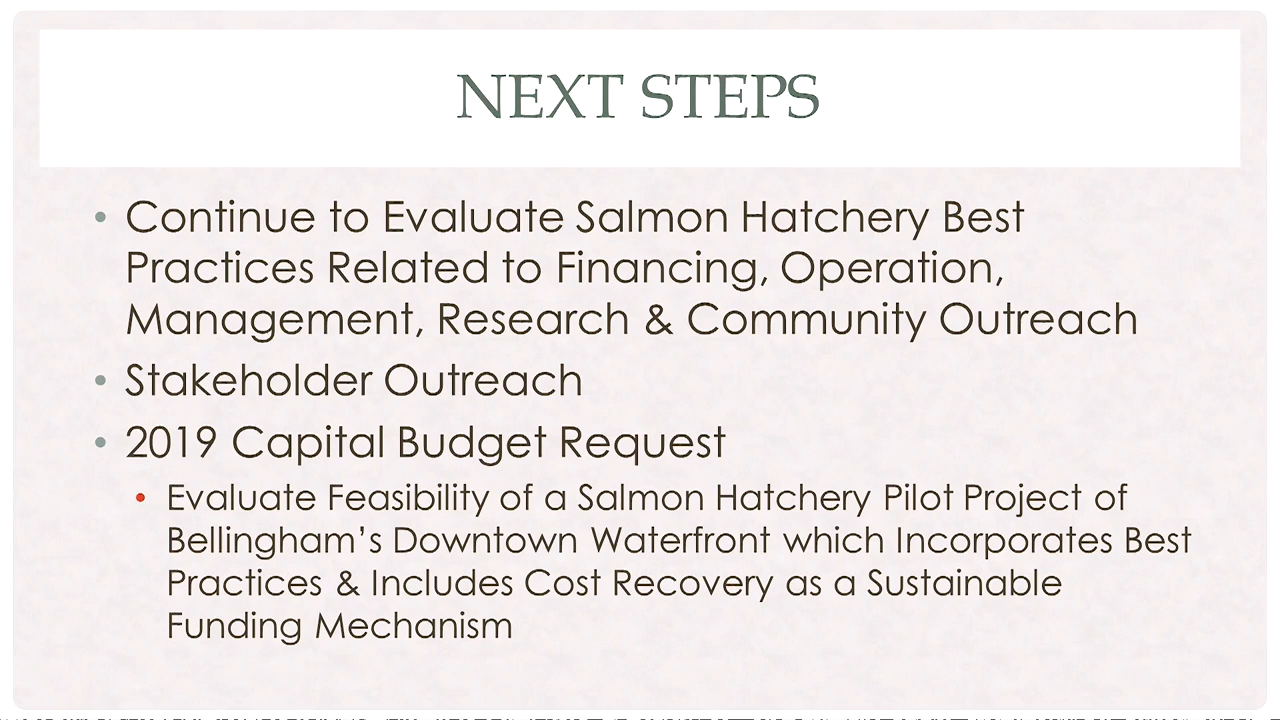 NEXT STEPS
• Continue to Evaluate Salmon Hatchery Best
Practices Related to Financing, Operation,
Management, Research & Community Outreach
• Stakeholder Outreach
• 2019 Capital Budget Request
• Evaluate Feasibility of a Salmon Hatchery Pilot Project of
Bellingham’s Downtown Waterfront which Incorporates Best
Practices & Includes Cost Recovery as a Sustainable
Funding Mechanism